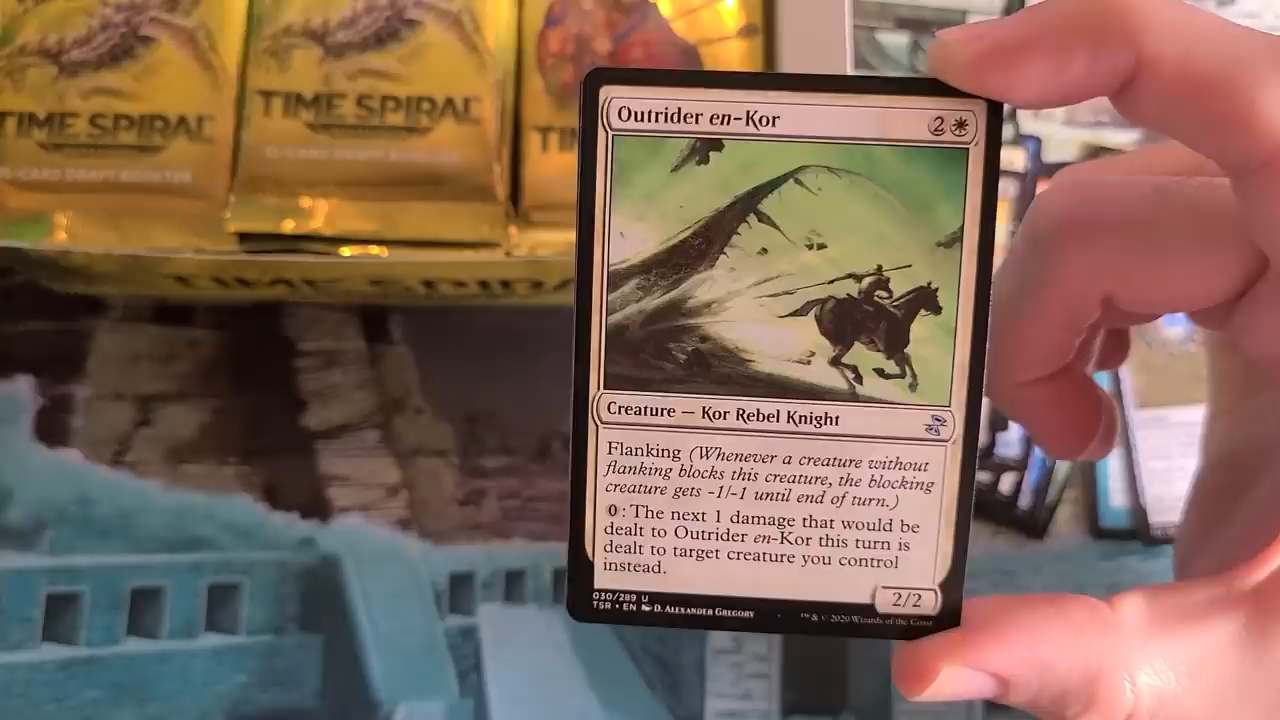 TIME SPIRAL
TIME SPIRAL
TIM
15-CARD DRAFT BOOSTER
TIME SPIRA
Outrider en-Kor
2
Creature — Kor Rebel Knight
Flanking (Whenever a creature without
flanking blocks this creature, the blocking
creature gets -1/-1 until end of turn.)
0: The next 1 damage that would be
dealt to Outrider en-Kor this turn is
dealt to target creature you control
instead.
2/2
030/289 U
TSR • EN D. Alexander Gregory
™ & © 2020 Wizards of the Coast